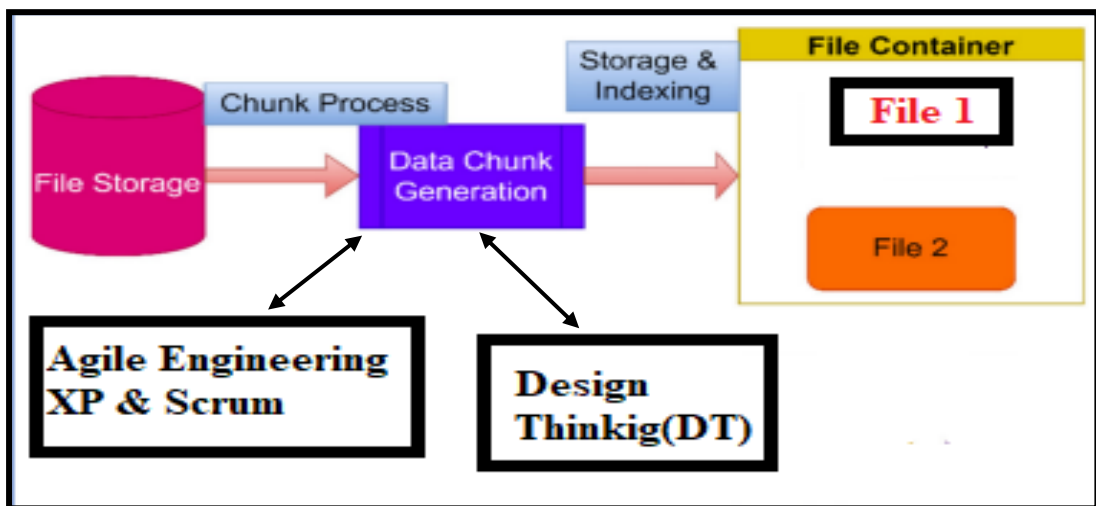 File Storage
Chunk Process
Data Chunk
Generation
Storage &
Indexing
File Container
File 1
File 2
Agile Engineering
XP & Scrum
Design
Thinkig(DT)